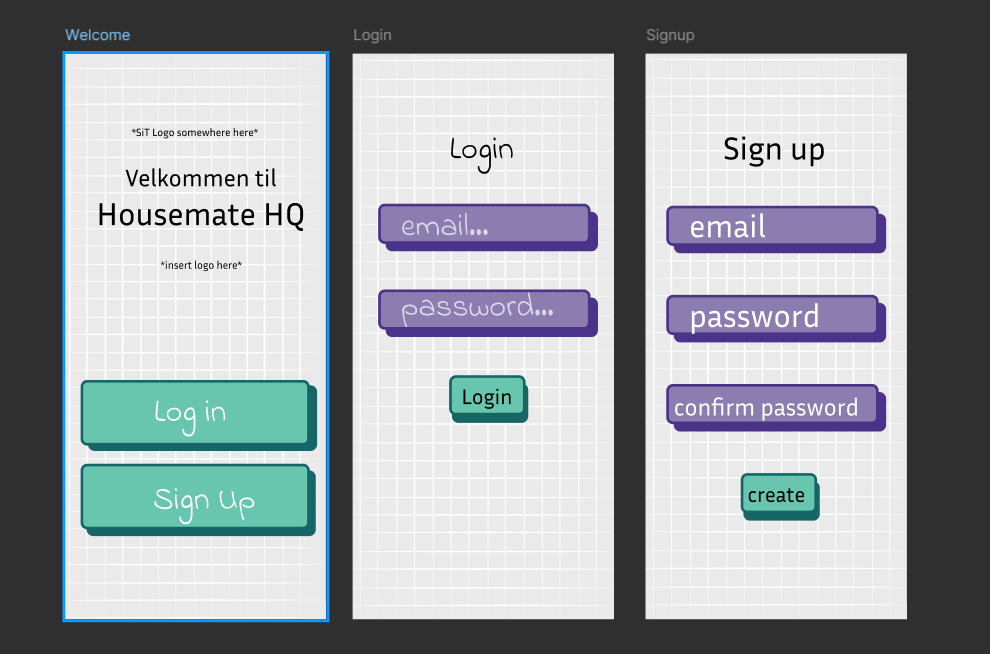 Welcome
*SiT Logo somewhere here*
Velkommen til
Housemate HQ
*insert logo here*
Log in
Sign Up
Login
Login
email...
password...
Login
Signup
Sign up
email
password
confirm password
create